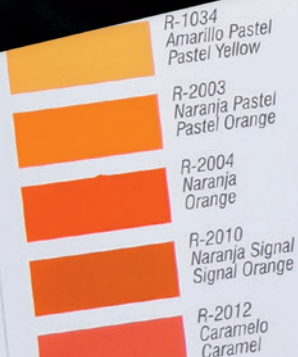 R-1034
Amarillo Pastel
Pastel Yellow
R-2003
Naranja Pastel
Pastel Orange
R-2004
Naranja
Orange
R-2010
Naranja Signal
Signal Orange
R-2012
Caramelo
Caramel